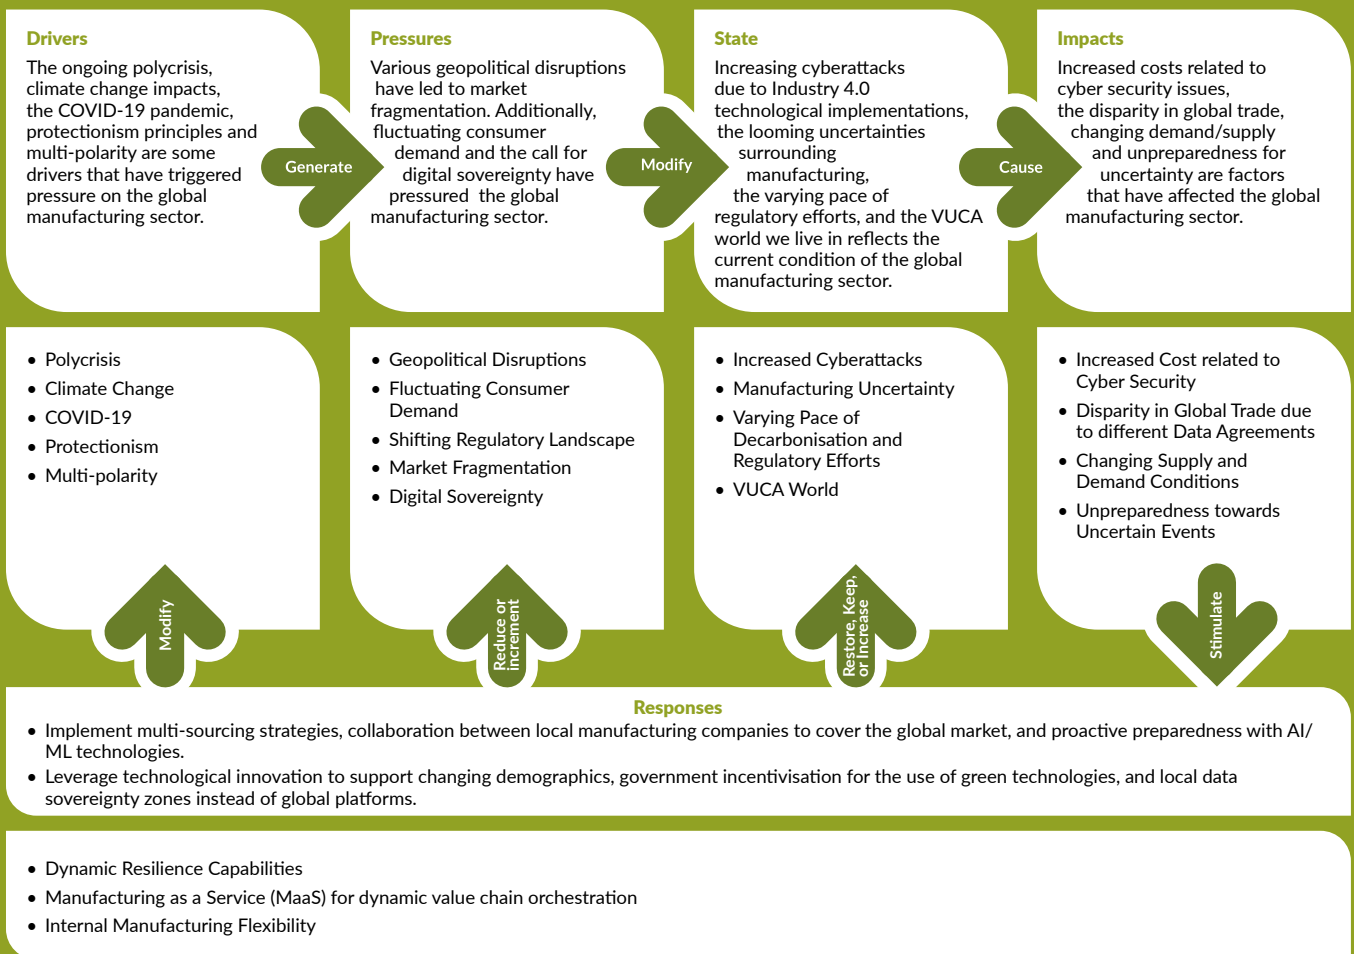 Drivers
The ongoing polycrisis,
climate change impacts,
the COVID-19 pandemic,
protectionism principles and
multi-polarity are some
drivers that have triggered
pressure on the global
manufacturing sector.
Generate
Pressures
Various geopolitical disruptions
have led to market
fragmentation. Additionally,
fluctuating consumer
demand and the call for
digital sovereignty have
pressured the global
manufacturing sector.
Modify
State
Increasing cyberattacks
due to Industry 4.0
technological implementations,
the looming uncertainties
surrounding
manufacturing,
the varying pace of
regulatory efforts, and the VUCA
world we live in reflects the
current condition of the global
manufacturing sector.
Cause
Impacts
Increased costs related to
cyber security issues,
the disparity in global trade,
changing demand/supply
and unpreparedness for
uncertainty are factors
that have affected the global
manufacturing sector.
• Polycrisis
• Climate Change
• COVID-19
• Protectionism
• Multi-polarity
Modify
• Geopolitical Disruptions
• Fluctuating Consumer
Demand
• Shifting Regulatory Landscape
• Market Fragmentation
• Digital Sovereignty
Reduce or
increment
• Increased Cyberattacks
• Manufacturing Uncertainty
• Varying Pace of
Decarbonisation and
Regulatory Efforts
• VUCA World
Restore, Keep,
or Increase
• Increased Cost related to
Cyber Security
• Disparity in Global Trade due
to different Data Agreements
• Changing Supply and
Demand Conditions
• Unpreparedness towards
Uncertain Events
Stimulate
Responses
• Implement multi-sourcing strategies, collaboration between local manufacturing companies to cover the global market, and proactive preparedness with AI/
ML technologies.
• Leverage technological innovation to support changing demographics, government incentivisation for the use of green technologies, and local data
sovereignty zones instead of global platforms.
• Dynamic Resilience Capabilities
• Manufacturing as a Service (MaaS) for dynamic value chain orchestration
• Internal Manufacturing Flexibility